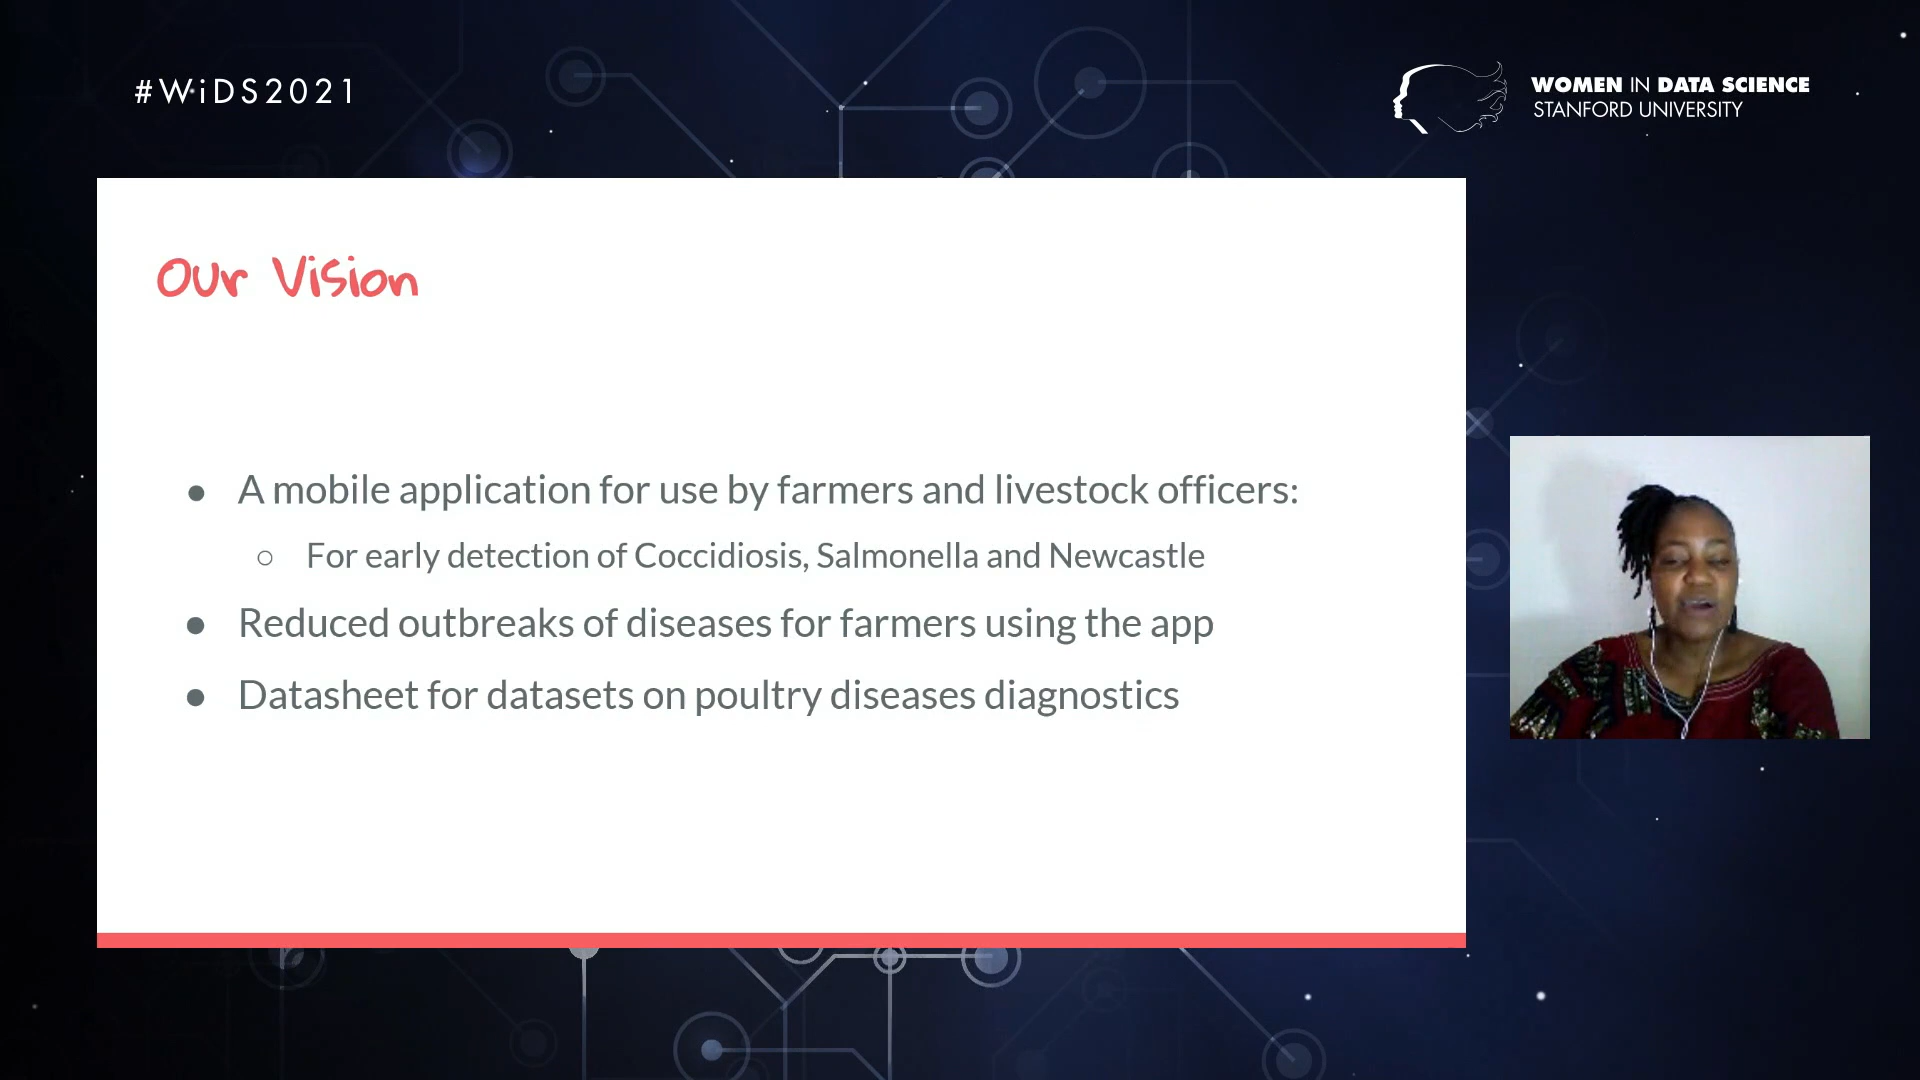 #WiDS2021
WOMEN IN DATA SCIENCE
STANFORD UNIVERSITY
Our Vision
● A mobile application for use by farmers and livestock officers:
○ For early detection of Coccidiosis, Salmonella and Newcastle
● Reduced outbreaks of diseases for farmers using the app
● Datasheet for datasets on poultry diseases diagnostics